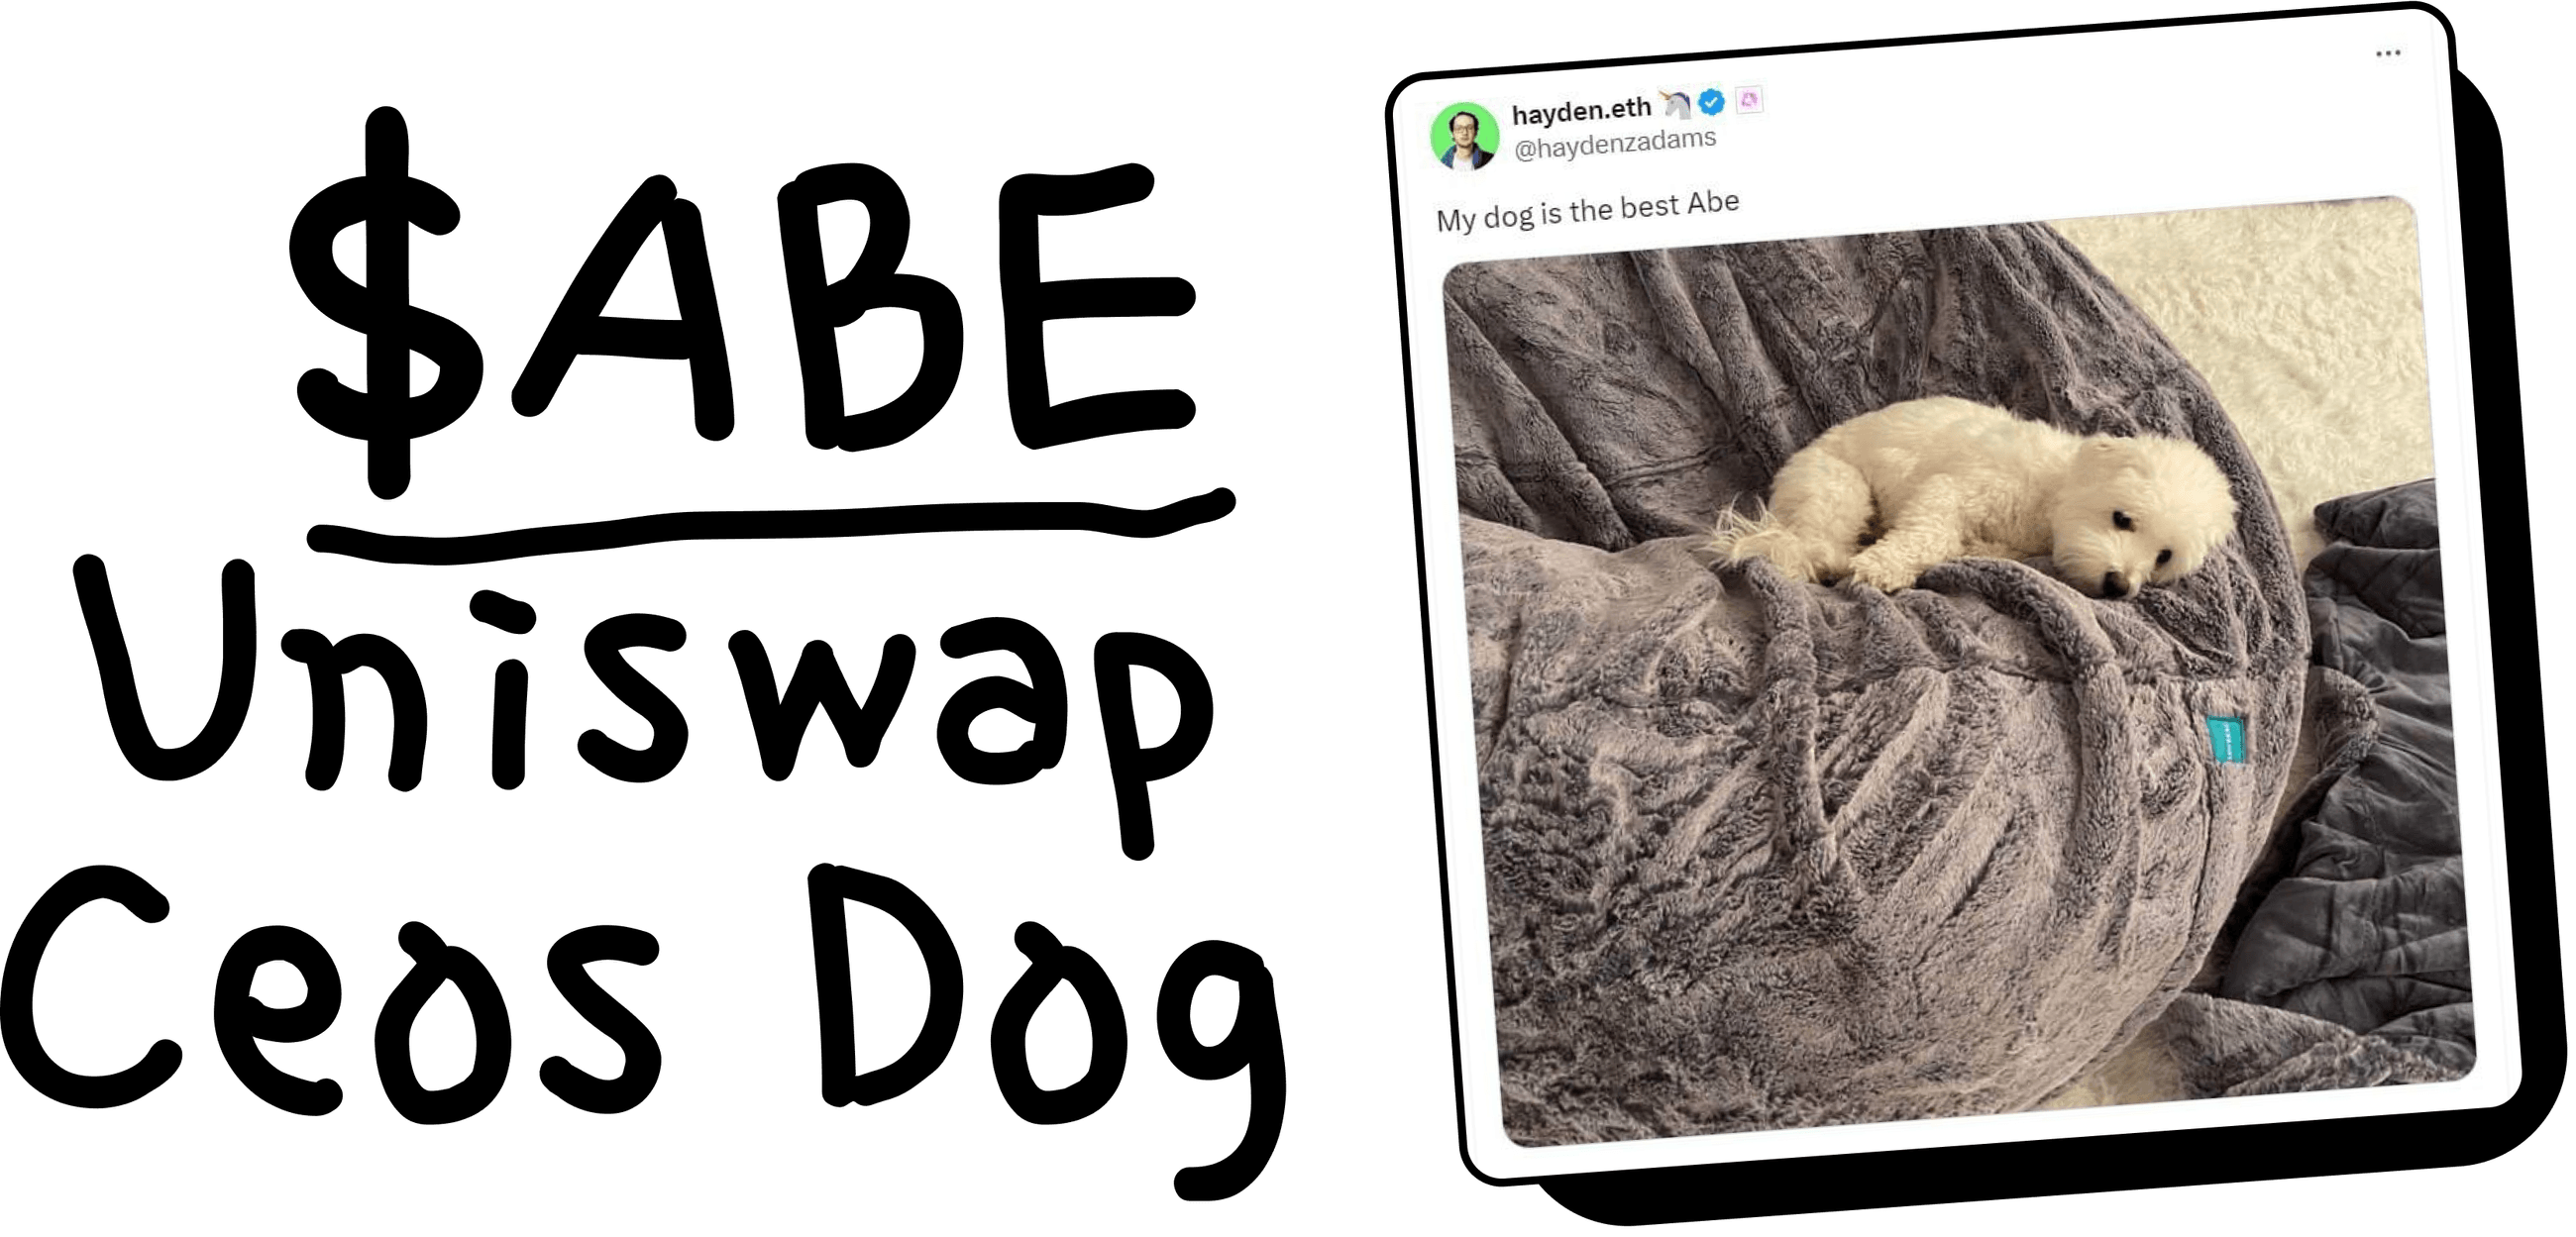 $ABE
Uniswap
Ceos Dog
hayden.eth
@haydenzadams
My dog is the best Abe